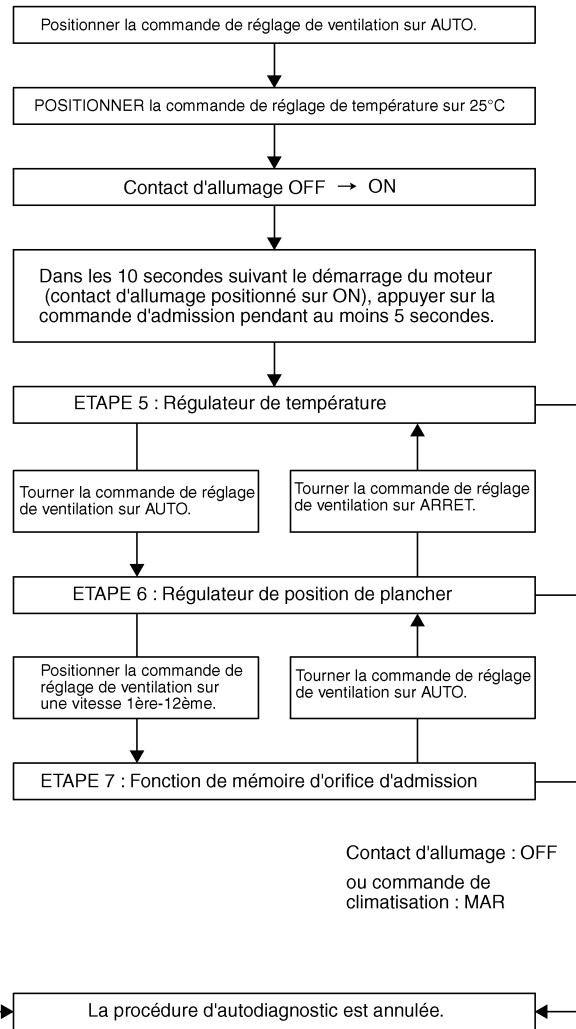 Positionner la commande de réglage de ventilation sur AUTO.
POSITIONNER la commande de réglage de température sur 25°C
Contact d'allumage OFF → ON
Dans les 10 secondes suivant le démarrage du moteur
(contact d'allumage positionné sur ON), appuyer sur la
commande d'admission pendant au moins 5 secondes.
ETAPE 5 : Régulateur de température
Tourner la commande de réglage
de ventilation sur AUTO.
Tourner la commande de réglage
de ventilation sur ARRET.
ETAPE 6 : Régulateur de position de plancher
Positionner la commande de
réglage de ventilation sur
une vitesse 1ère-12ème.
Tourner la commande de réglage
de ventilation sur AUTO.
ETAPE 7 : Fonction de mémoire d'orifice d'admission
Contact d'allumage : OFF
ou commande de
climatisation : MAR
La procédure d'autodiagnostic est annulée.